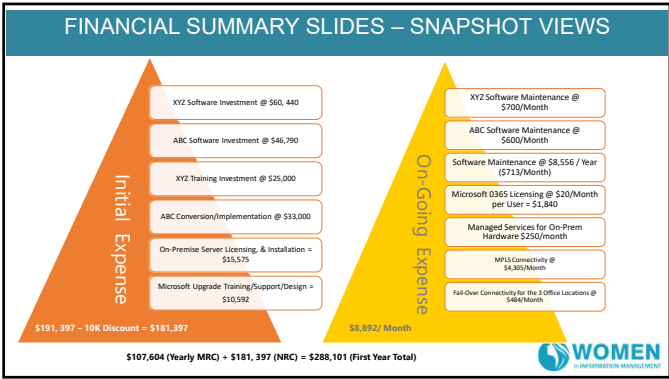 FINANCIAL SUMMARY SLIDES – SNAPSHOT VIEWS
Initial Expense
XYZ Software Investment @ $60, 440
ABC Software Investment @ $46,790
XYZ Training Investment @ $25,000
ABC Conversion/Implementation @ $33,000
On-Premise Server Licensing, & Installation =
$15,575
Microsoft Upgrade Training/Support/Design =
$10,592
$191, 397 – 10K Discount = $181,397
On-Going Expense
XYZ Software Maintenance @
$700/Month
ABC Software Maintenance @
$600/Month
Software Maintenance @ $8,556 / Year
($713/Month)
Microsoft 0365 Licensing @ $20/Month
per User = $1,840
Managed Services for On-Prem
Hardware $250/month
MPLS Connectivity @
$4,305/Month
Fail-Over Connectivity for the 3 Office Locations @
$484/Month
$8,892/ Month
$107,604 (Yearly MRC) + $181, 397 (NRC) = $288,101 (First Year Total)
WOMEN
IN INFORMATION MANAGEMENT